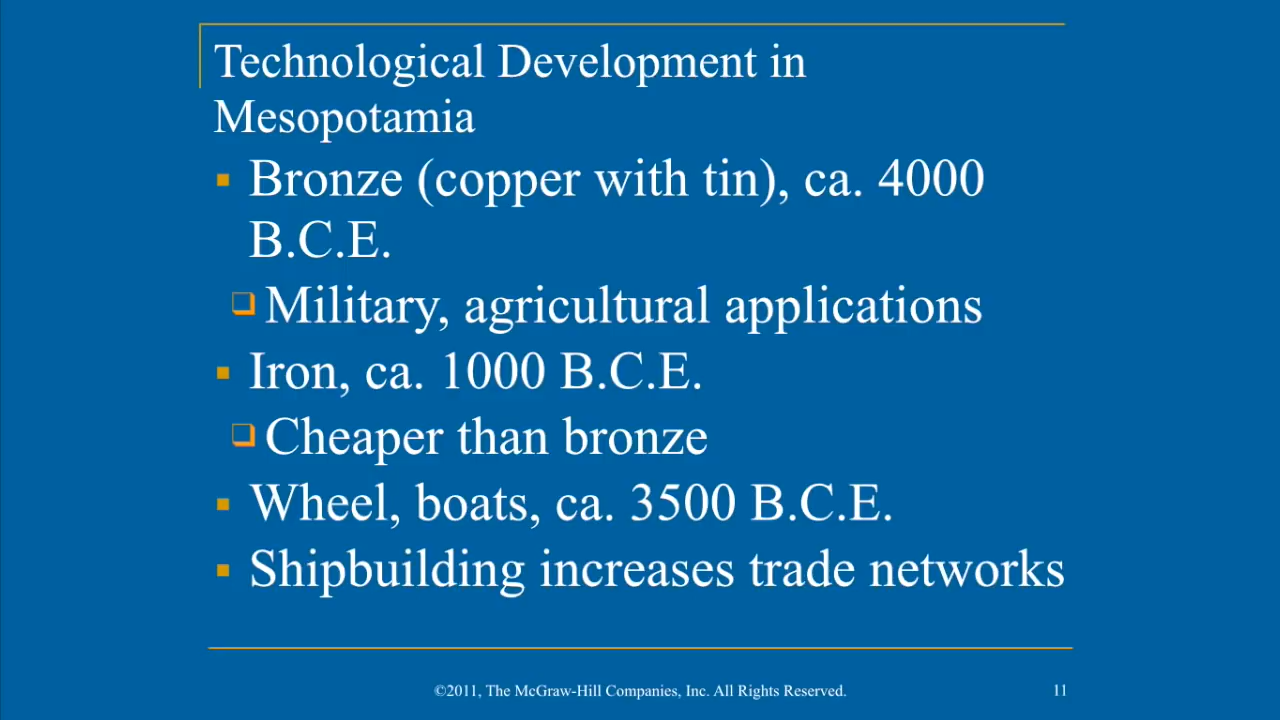 Technological Development in
Mesopotamia
Bronze (copper with tin), ca. 4000
B.C.E.
Military, agricultural applications
Iron, ca. 1000 B.C.E.
Cheaper than bronze
Wheel, boats, ca. 3500 B.C.E.
Shipbuilding increases trade networks
©2011, The McGraw-Hill Companies, Inc. All Rights Reserved.
11